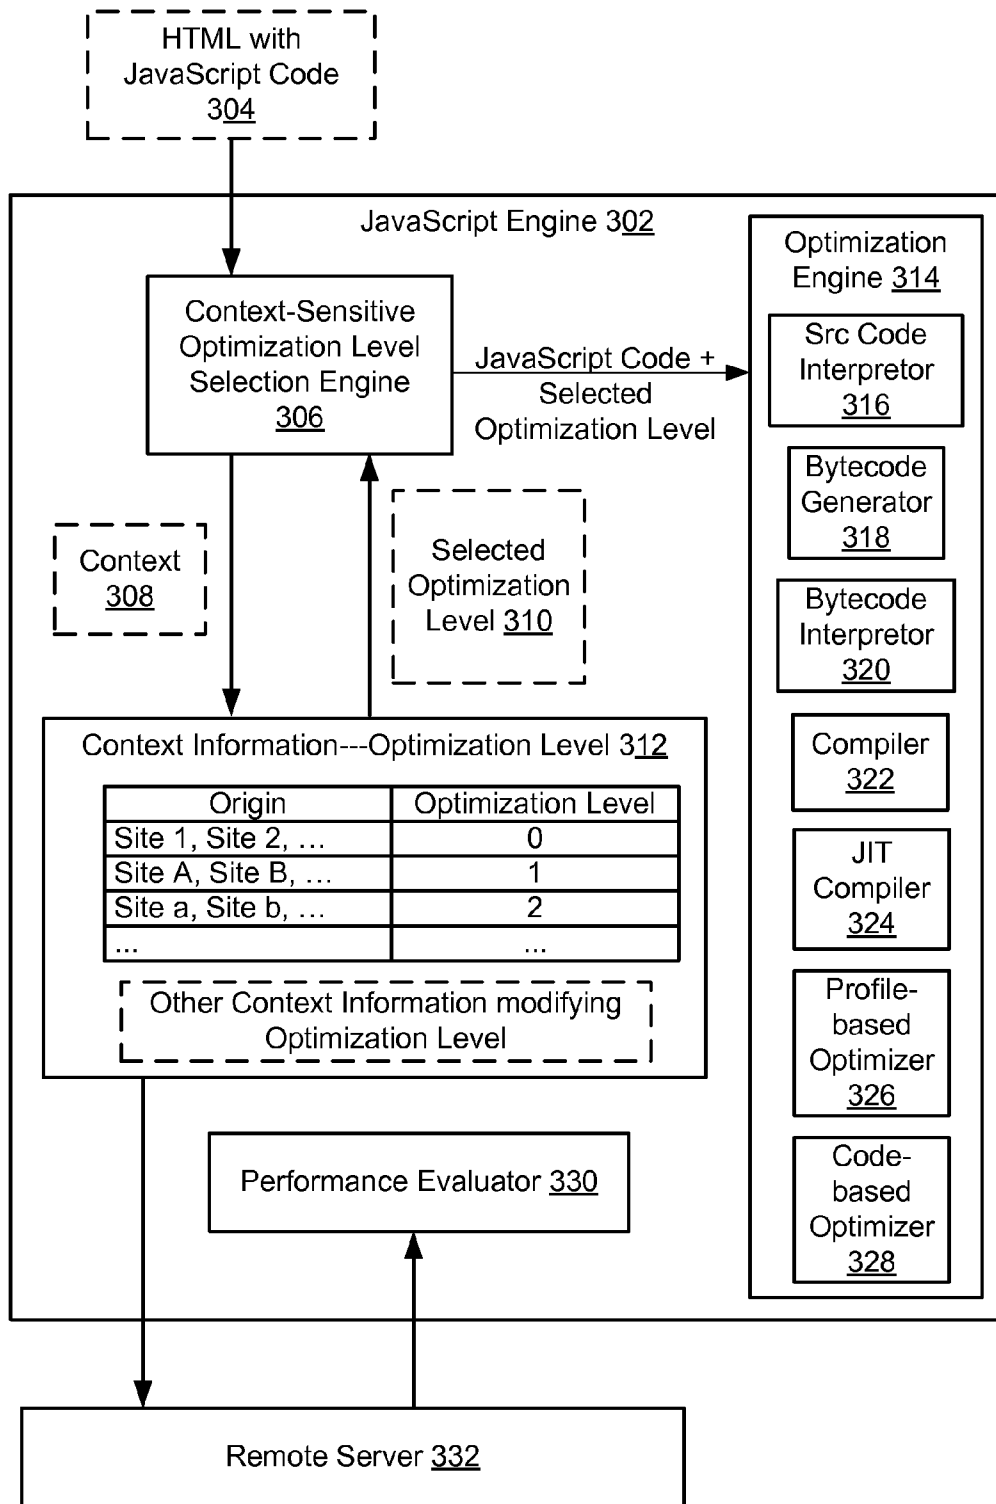 HTML with
JavaScript Code
304
JavaScript Engine 302
Context-Sensitive
Optimization Level
Selection Engine
306
JavaScript Code +
Selected
Optimization Level
Context
308
Selected
Optimization
Level 310
Context Information---Optimization Level 312
Origin Optimization Level
Site 1, Site 2, … 0
Site A, Site B, … 1
Site a, Site b, … 2
... ...
Other Context Information modifying
Optimization Level
Performance Evaluator 330
Remote Server 332
Optimization
Engine 314
Src Code
Interpretor
316
Bytecode
Generator
318
Bytecode
Interpretor
320
Compiler
322
JIT
Compiler
324
Profile-
based
Optimizer
326
Code-
based
Optimizer
328